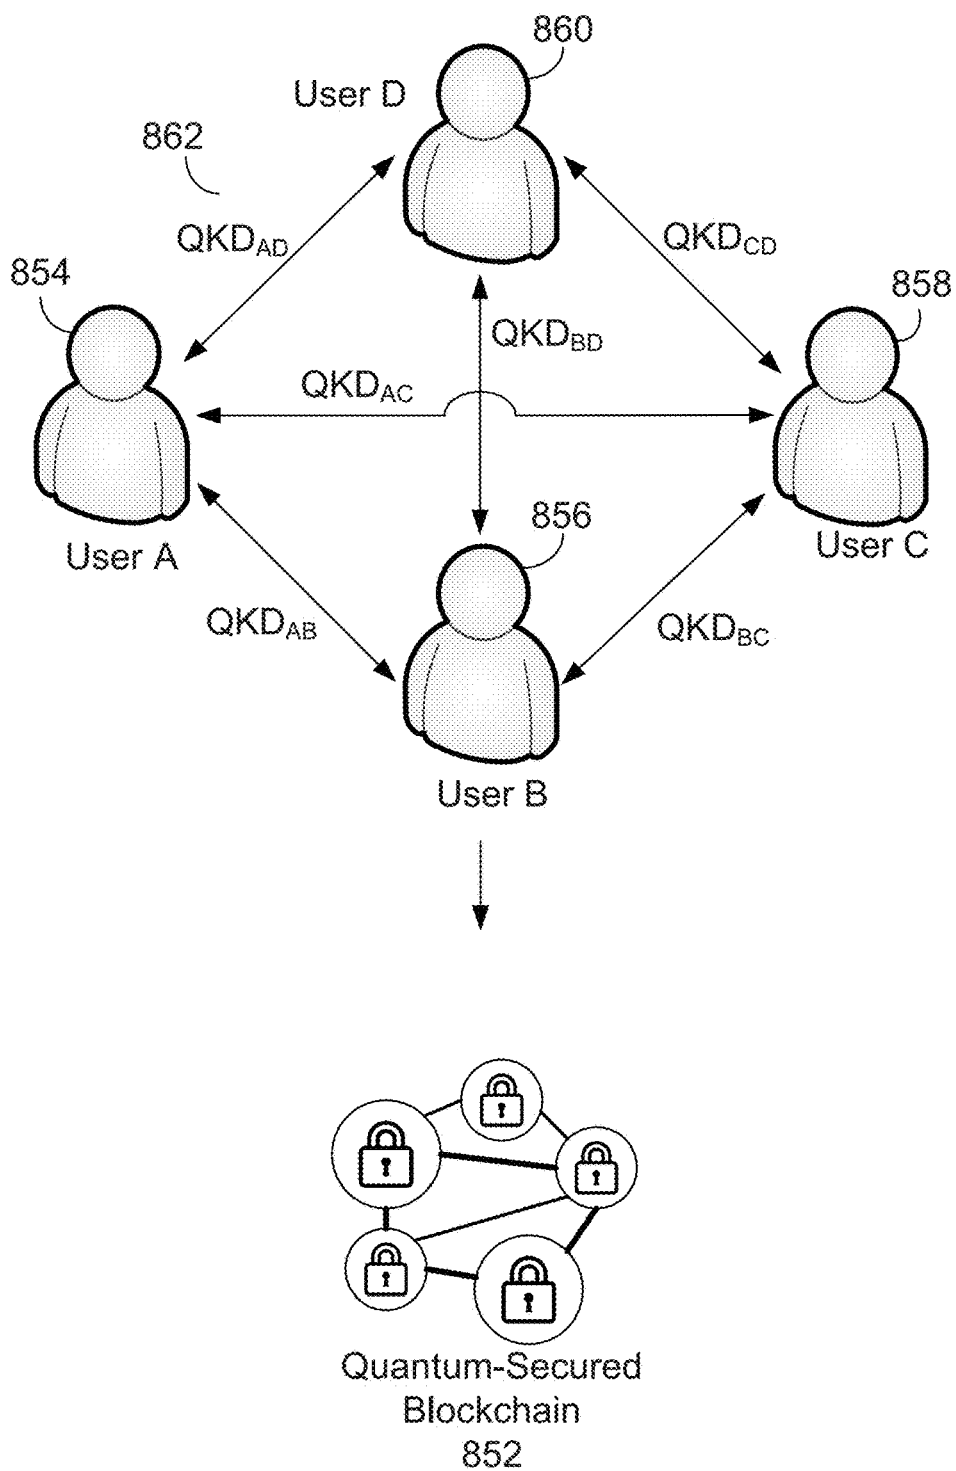 860
User D
862
QKDAD
QKDCD
854
858
QKDBD
QKDAC
856
User A
User C
QKDAB
QKDBC
User B
Quantum-Secured
Blockchain
852